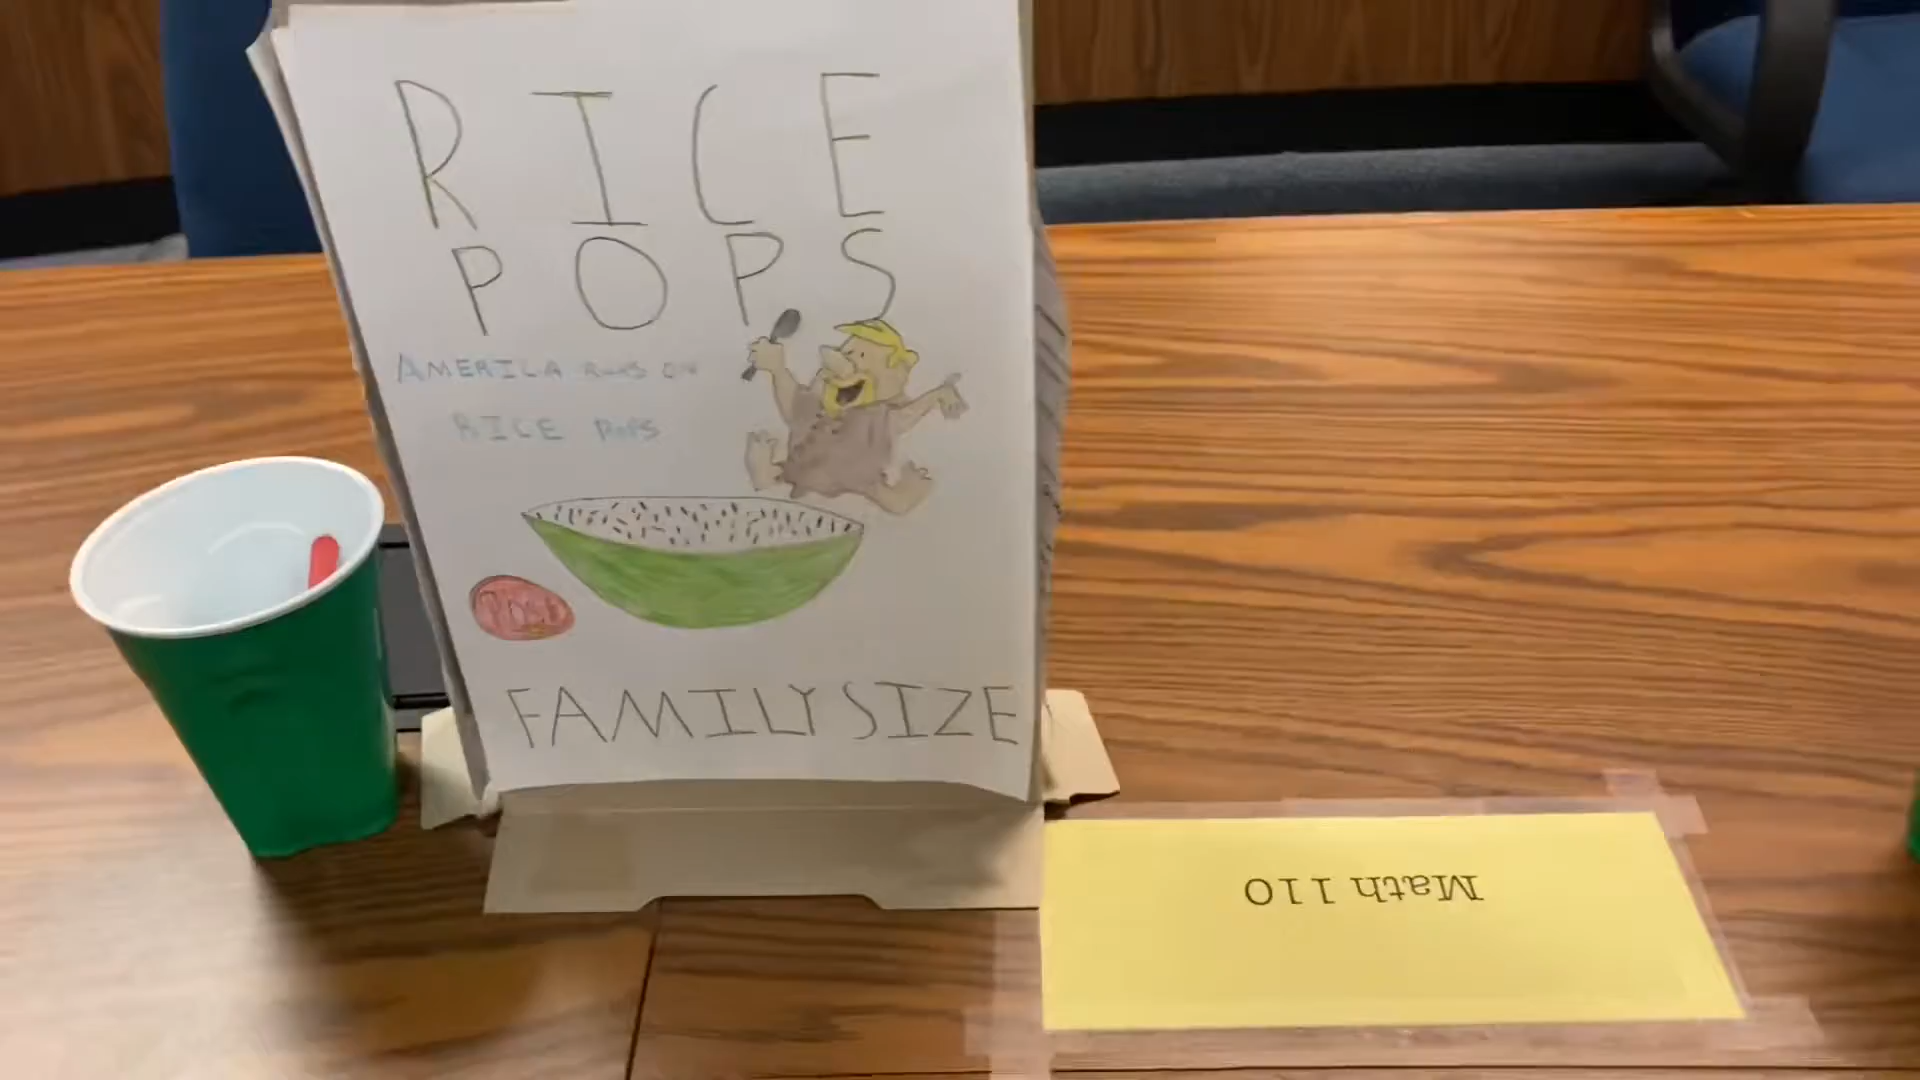 RICE
POPS
AMERICA RUNS ON
RICE POPS
FAMILY SIZE
Math 110